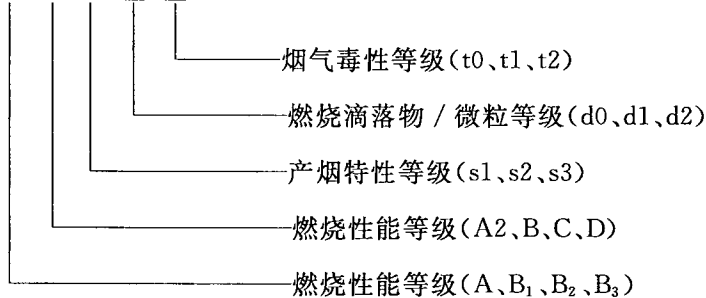 烟气毒性等级(t0、t1、t2)
燃烧滴落物/微粒等级(d0、d1、d2)
产烟特性等级(s1、s2、s3)
燃烧性能等级(A2、B、C、D)
燃烧性能等级(A、B₁、B₂、B₃)